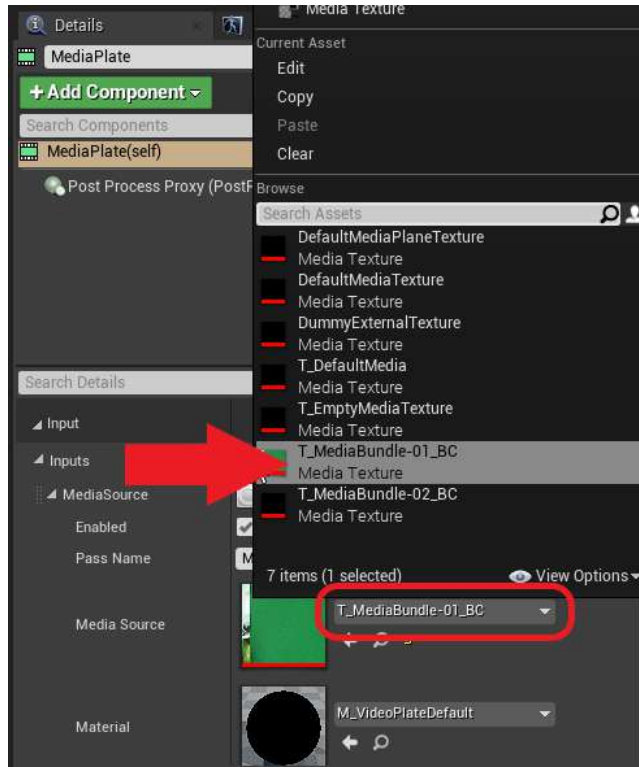 Details
Media Texture
MediaPlate
Current Asset
Edit
+Add Component
Copy
Search Components
Paste
MediaPlate(self)
Clear
Post Process Proxy (PostP
Browse
Search Assets
DefaultMediaPlaneTexture
Media Texture
DefaultMediaTexture
Media Texture
DummyExternalTexture
Media Texture
T_DefaultMedia
Media Texture
T_EmptyMediaTexture
Media Texture
T_MediaBundle-01_BC
Media Texture
T_MediaBundle-02_BC
Media Texture
7 items (1 selected)
View Options
Search Details
Input
Inputs
MediaSource
Enabled
Pass Name
M
Media Source
T_MediaBundle-01_BC
Material
M_VideoPlateDefault